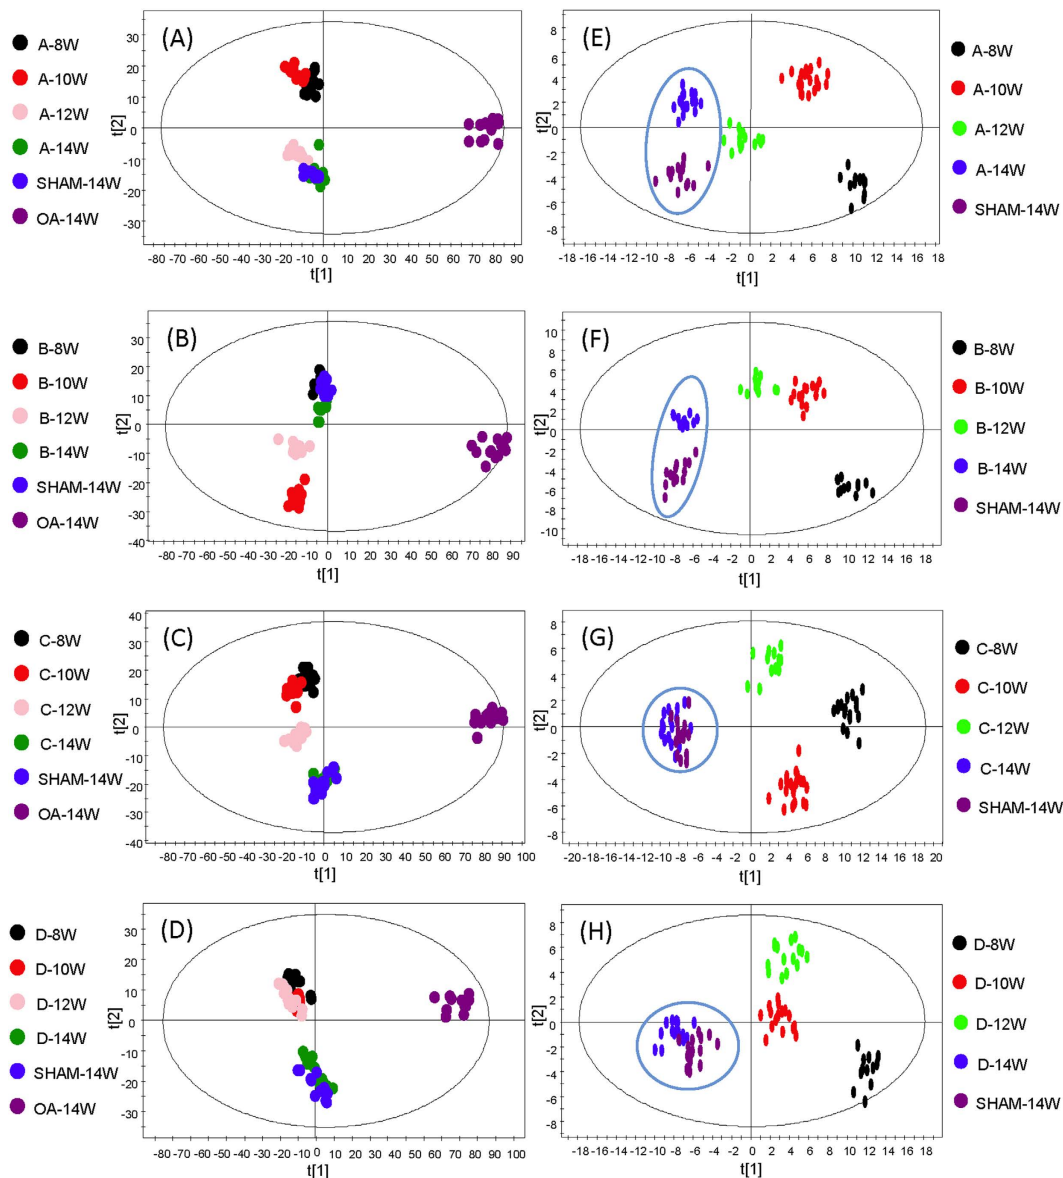 A-8W
A-10W
A-12W
A-14W
SHAM-14W
OA-14W
(A)
30
20
10
0
-10
-20
-30
t[2]
-80 -70 -60 -50 -40 -30 -20 -10 0 10 20 30 40 50 60 70 80 90 100
t[1]
(E)
8
6
4
2
0
-2
-4
-6
-8
t[2]
-18 -16 -14 -12 -10 -8 -6 -4 -2 0 2 4 6 8 10 12 14 16 18
t[1]
A-8W
A-10W
A-12W
A-14W
SHAM-14W
B-8W
B-10W
B-12W
B-14W
SHAM-14W
OA-14W
(B)
30
20
10
0
-10
-20
-30
-40
t[2]
-80 -70 -60 -50 -40 -30 -20 -10 0 10 20 30 40 50 60 70 80 90
t[1]
(F)
10
8
6
4
2
0
-2
-4
-6
-8
-10
t[2]
-18 -16 -14 -12 -10 -8 -6 -4 -2 0 2 4 6 8 10 12 14 16 18
t[1]
B-8W
B-10W
B-12W
B-14W
SHAM-14W
C-8W
C-10W
C-12W
C-14W
SHAM-14W
OA-14W
(C)
40
30
20
10
0
-10
-20
-30
-40
t[2]
-80 -70 -60 -50 -40 -30 -20 -10 0 10 20 30 40 50 60 70 80 90 100
t[1]
(G)
8
6
4
2
0
-2
-4
-6
-8
t[2]
-20 -18 -16 -14 -12 -10 -8 -6 -4 -2 0 2 4 6 8 10 12 14 16 18 20
t[1]
C-8W
C-10W
C-12W
C-14W
SHAM-14W
D-8W
D-10W
D-12W
D-14W
SHAM-14W
OA-14W
(D)
30
20
10
0
-10
-20
-30
t[2]
-80 -70 -60 -50 -40 -30 -20 -10 0 10 20 30 40 50 60 70 80 90 100
t[1]
(H)
8
6
4
2
0
-2
-4
-6
-8
t[2]
-18 -16 -14 -12 -10 -8 -6 -4 -2 0 2 4 6 8 10 12 14 16 18
t[1]
D-8W
D-10W
D-12W
D-14W
SHAM-14W